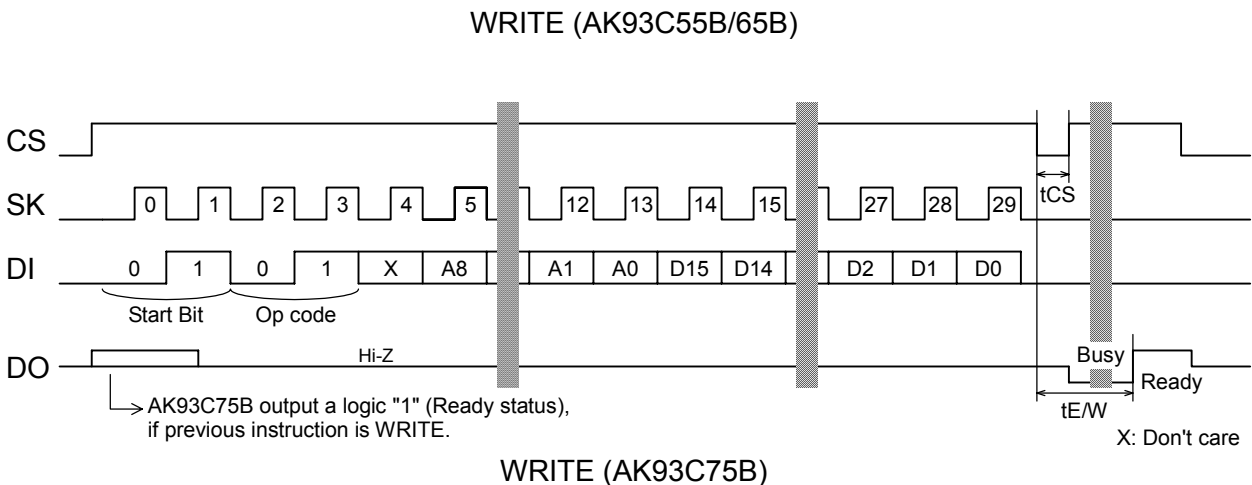 WRITE (AK93C55B/65B)
CS
SK 0 1 2 3 4 5 12 13 14 15 27 28 29 tCS
DI 0 1 0 1 X A8 A1 A0 D15 D14 D2 D1 D0
Start Bit Op code
DO Hi-Z Busy Ready
AK93C75B output a logic "1" (Ready status),
if previous instruction is WRITE.
tE/W
X: Don't care
WRITE (AK93C75B)